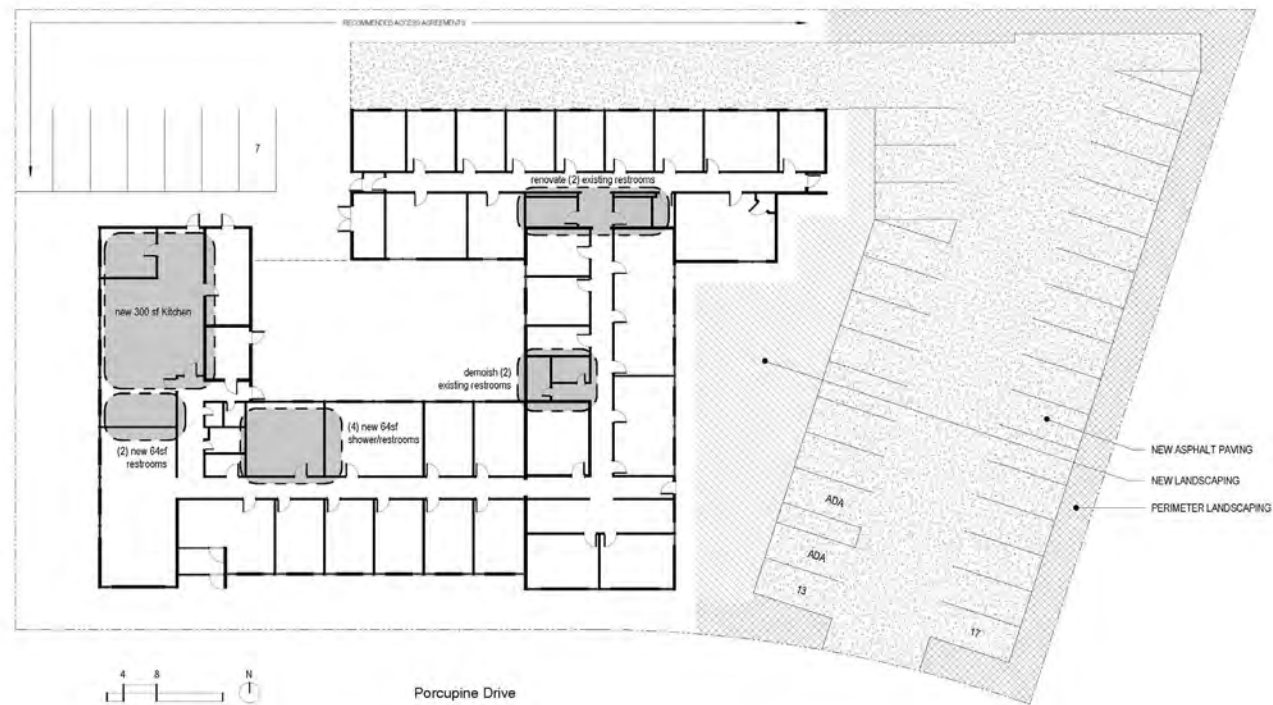 RECOMMENDED ACCESS AGREEMENTS
7
renovate (2) existing restrooms
new 300 sf Kitchen
demoish (2)
existing restrooms
(4) new 64sf
shower/restrooms
(2) new 64sf
restrooms
NEW ASPHALT PAVING
NEW LANDSCAPING
PERIMETER LANDSCAPING
ADA
ADA
13
17
4 8
N
Porcupine Drive